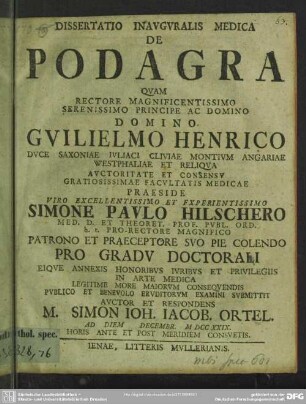 DISSERTATIO INAVGVRALIS MEDICA
DE
PODAGRA
QVAM
RECTORE MAGNIFICENTISSIMO
SERENISSIMO PRINCIPE AC DOMINO
DOMINO
GVILIELMO HENRICO
DVCE SAXONIAE IVLIACI CLIVIAE MONTIVM ANGARIAE
WESTPHALIAE ET RELIQVA
AVCTORITATE ET CONSENSV
GRATIOSISSIMAE FACVLTATIS MEDICAE
PRAESIDE
VIRO EXCELLENTISSIMO ET EXPERIENTISSIMO
SIMONE PAVLO HILSCHERO
MED. D. ET THEORET. PROF. PVBL. ORD.
h. t. PRO-RECTORE MAGNIFICO
PATRONO ET PRAECEPTORE SVO PIE COLENDO
PRO GRADV DOCTORALI
EIQVE ANNEXIS HONORIBVS IVRIBVS ET PRIVILEGIIS
IN ARTE MEDICA
LEGITIME MORE MAIORVM CONSEQVENDIS
PVBLICO ET BENEVOLO ERVDITORVM EXAMINI SVBMITTIT
AVCTOR ET RESPONDENS
M. SIMON IOH. IACOB. ORTEL.
AD DIEM DECEMBR. M DCC XXIX.
HORIS ANTE ET POST MERIDIEM CONSVETIS.
IENAE, LITTERIS MVLLERIANIS.
thol. spec.
328, 76